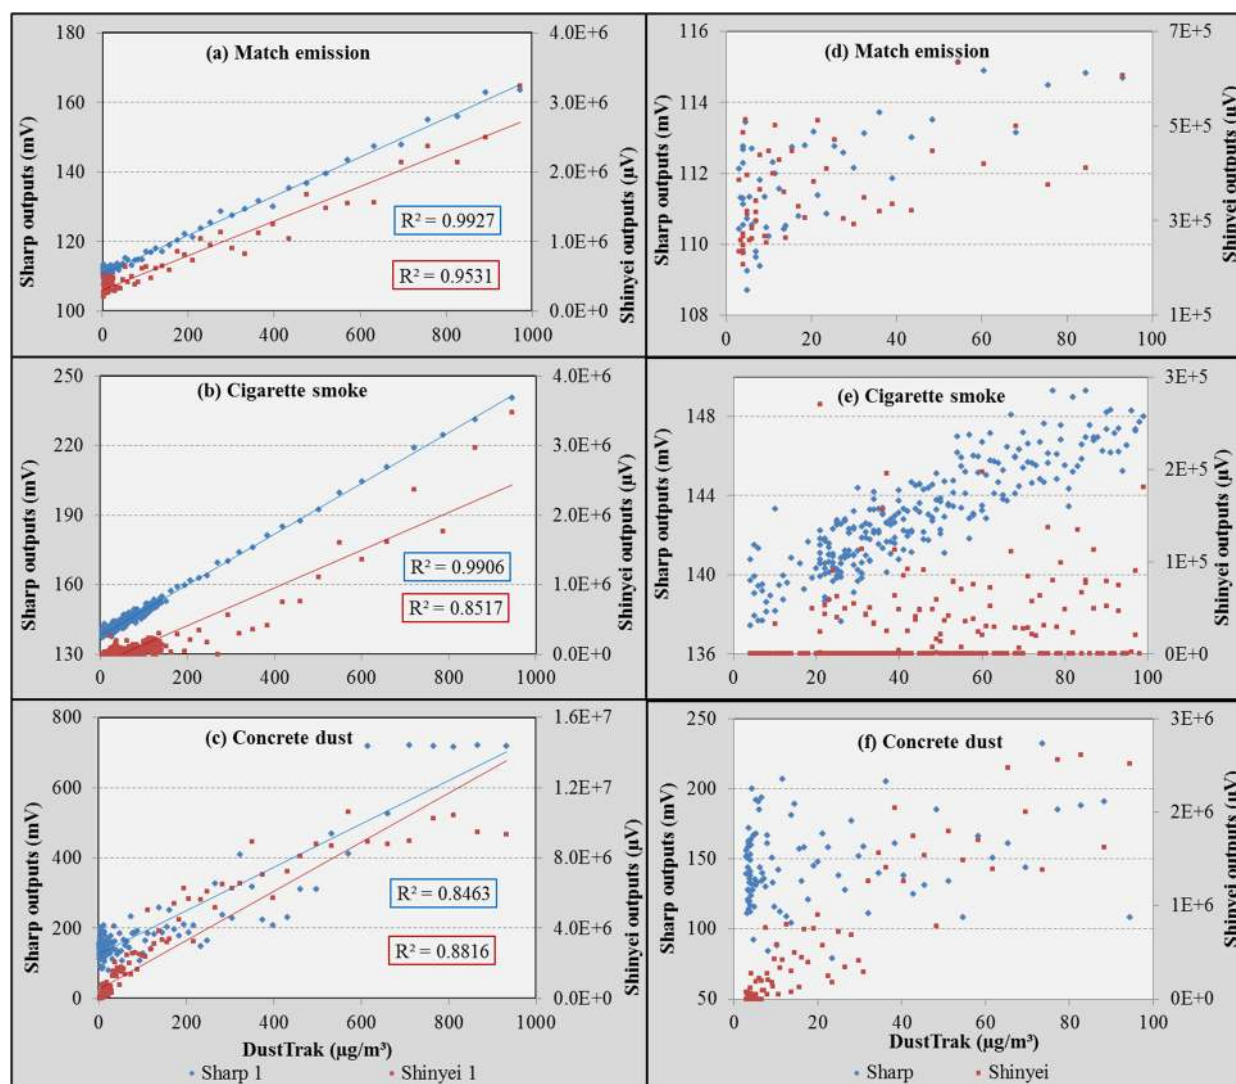 (a) Match emission
Sharp outputs (mV)
180
160
140
120
100
4.0E+6
3.0E+6
2.0E+6
1.0E+6
0.0E+0
Shinyei outputs (µV)
R² = 0.9927
R² = 0.9531
0 200 400 600 800 1000
(d) Match emission
Sharp outputs (mV)
116
114
112
110
108
7E+5
5E+5
3E+5
1E+5
Shinyei outputs (µV)
0 20 40 60 80 100
(b) Cigarette smoke
Sharp outputs (mV)
250
220
190
160
130
4.0E+6
3.0E+6
2.0E+6
1.0E+6
0.0E+0
Shinyei outputs (µV)
R² = 0.9906
R² = 0.8517
0 200 400 600 800 1000
(e) Cigarette smoke
Sharp outputs (mV)
148
144
140
136
3E+5
2E+5
1E+5
0E+0
Shinyei outputs (µV)
0 20 40 60 80 100
(c) Concrete dust
Sharp outputs (mV)
800
600
400
200
0
1.6E+7
1.2E+7
8.0E+6
4.0E+6
0.0E+0
Shinyei outputs (µV)
R² = 0.8463
R² = 0.8816
0 200 400 600 800 1000
DustTrak (µg/m³)
Sharp 1 Shinyei 1
(f) Concrete dust
Sharp outputs (mV)
250
200
150
100
50
3E+6
2E+6
1E+6
0E+0
Shinyei outputs (µV)
0 20 40 60 80 100
DustTrak (µg/m³)
Sharp Shinyei